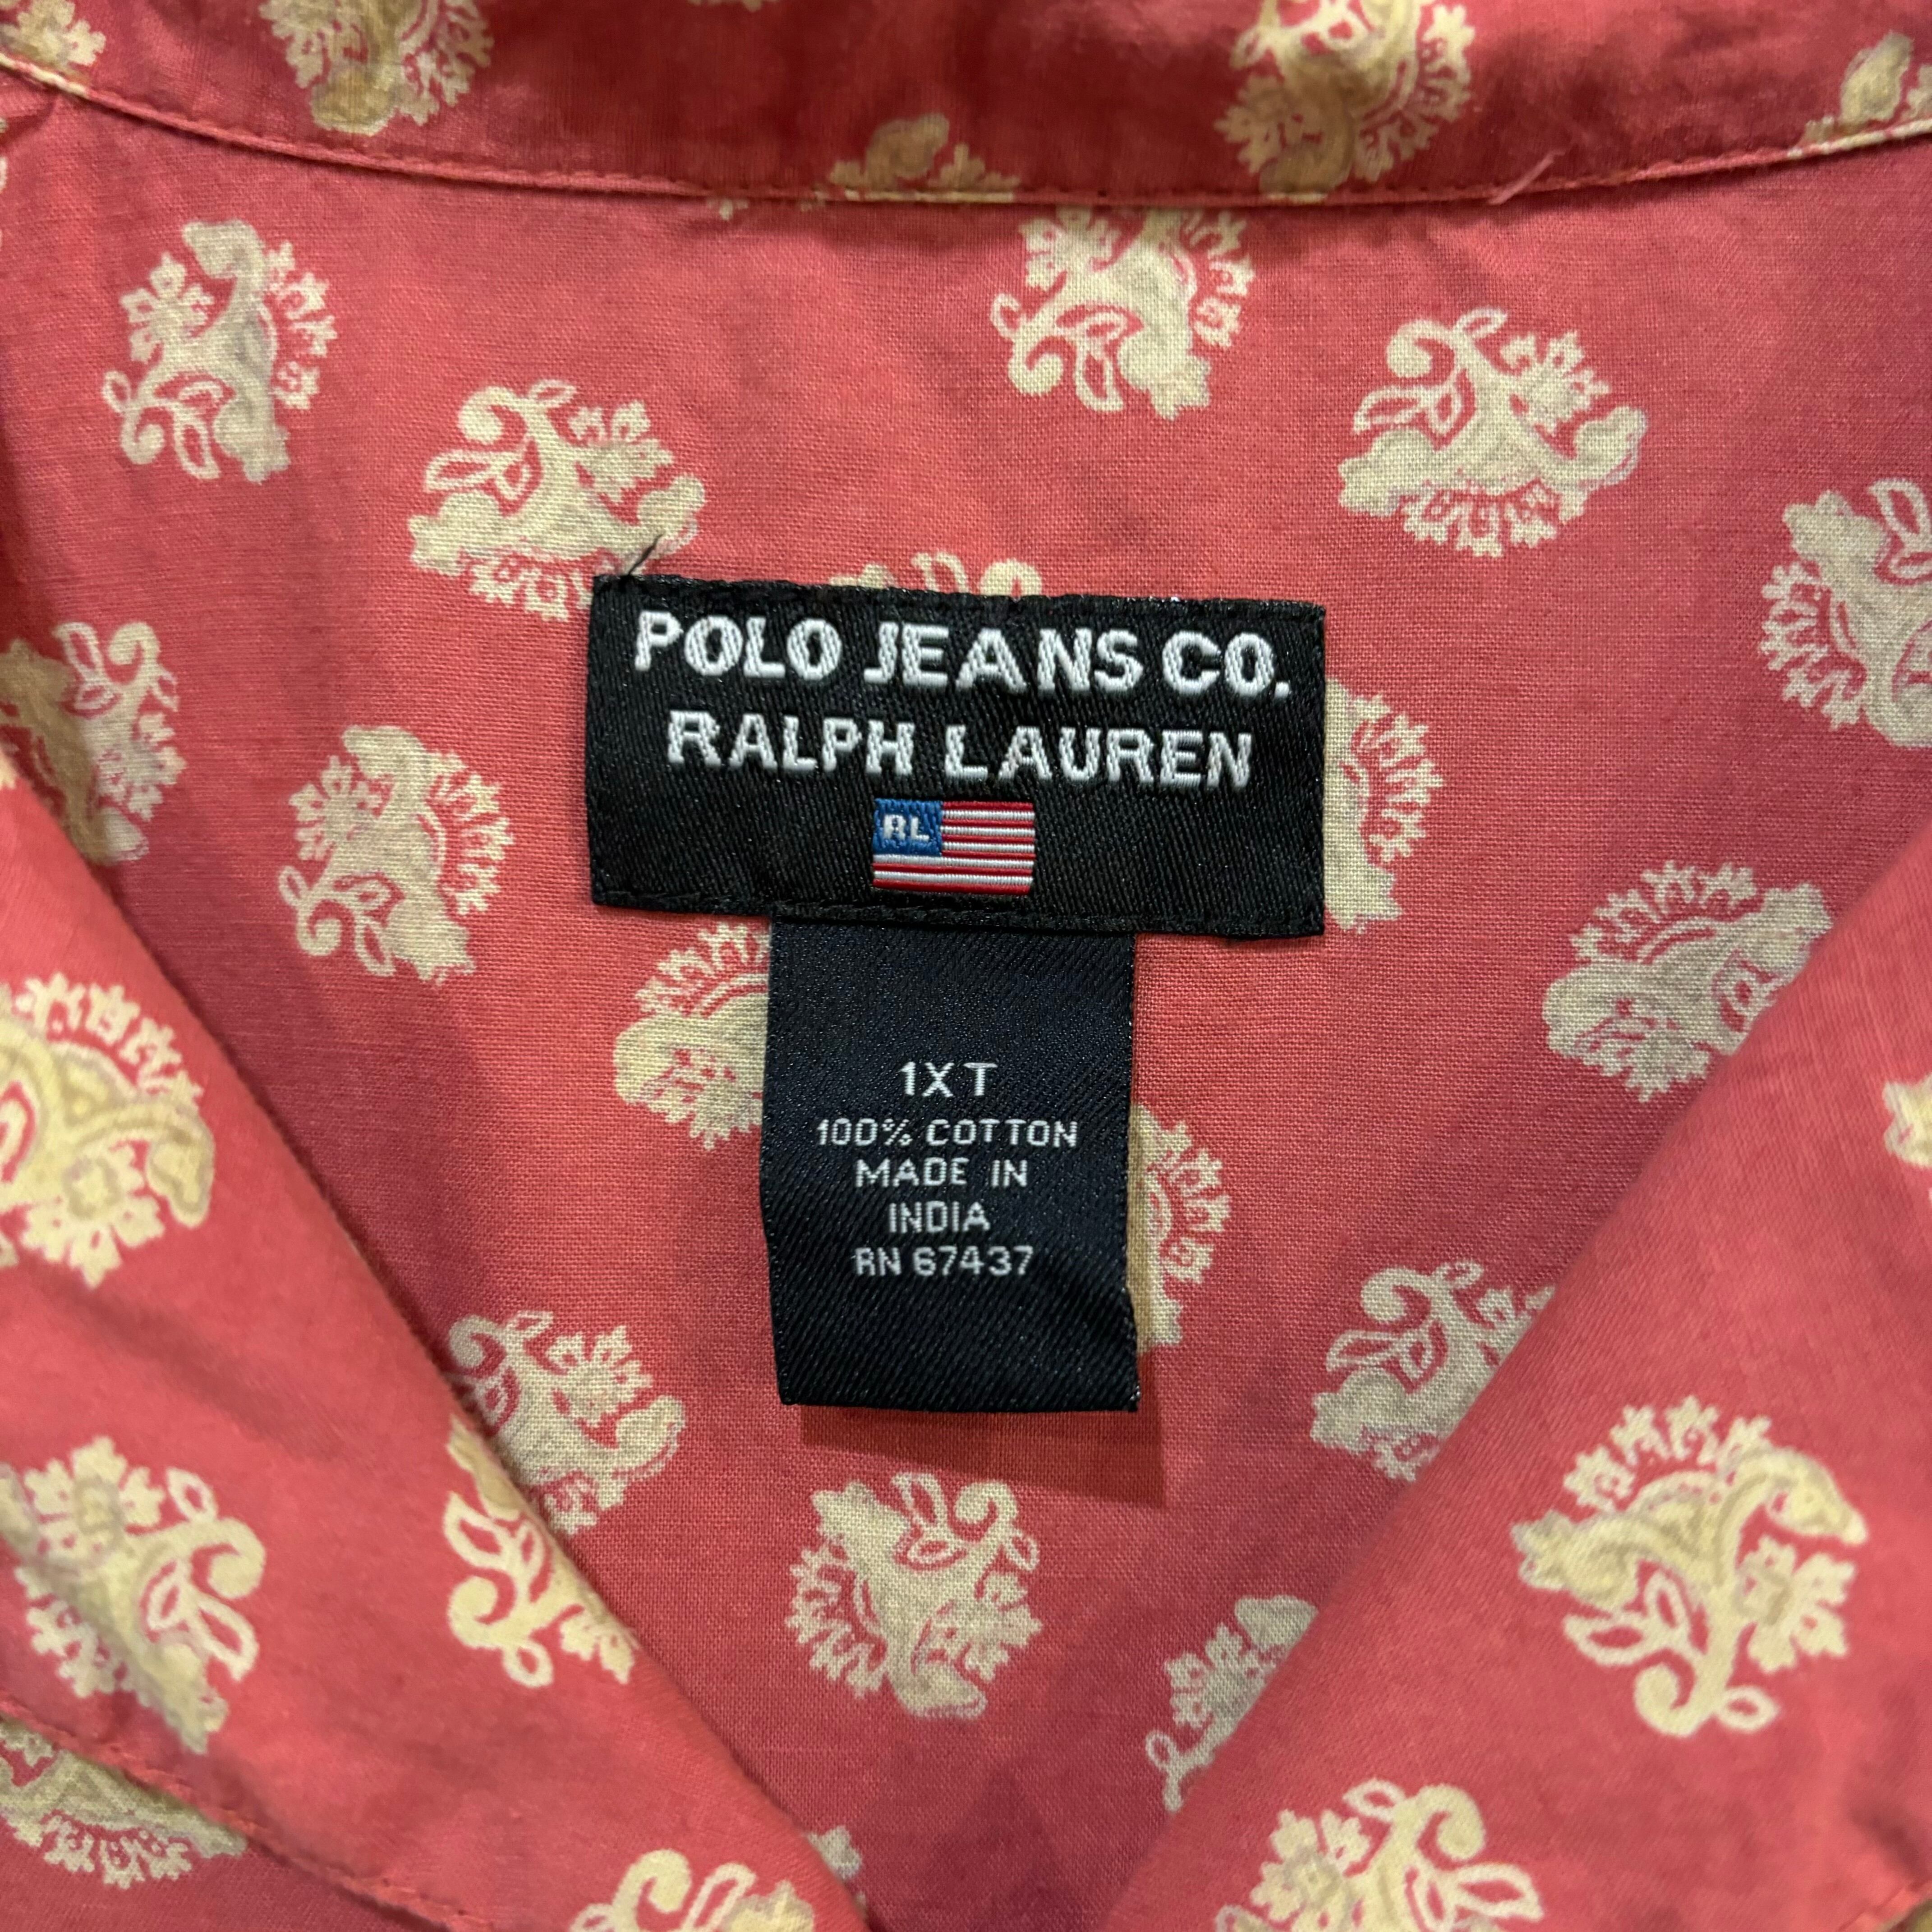 POLO JEANS CO.
RALPH LAUREN
RL
1XT
100% COTTON
MADE IN
INDIA
RN 67437